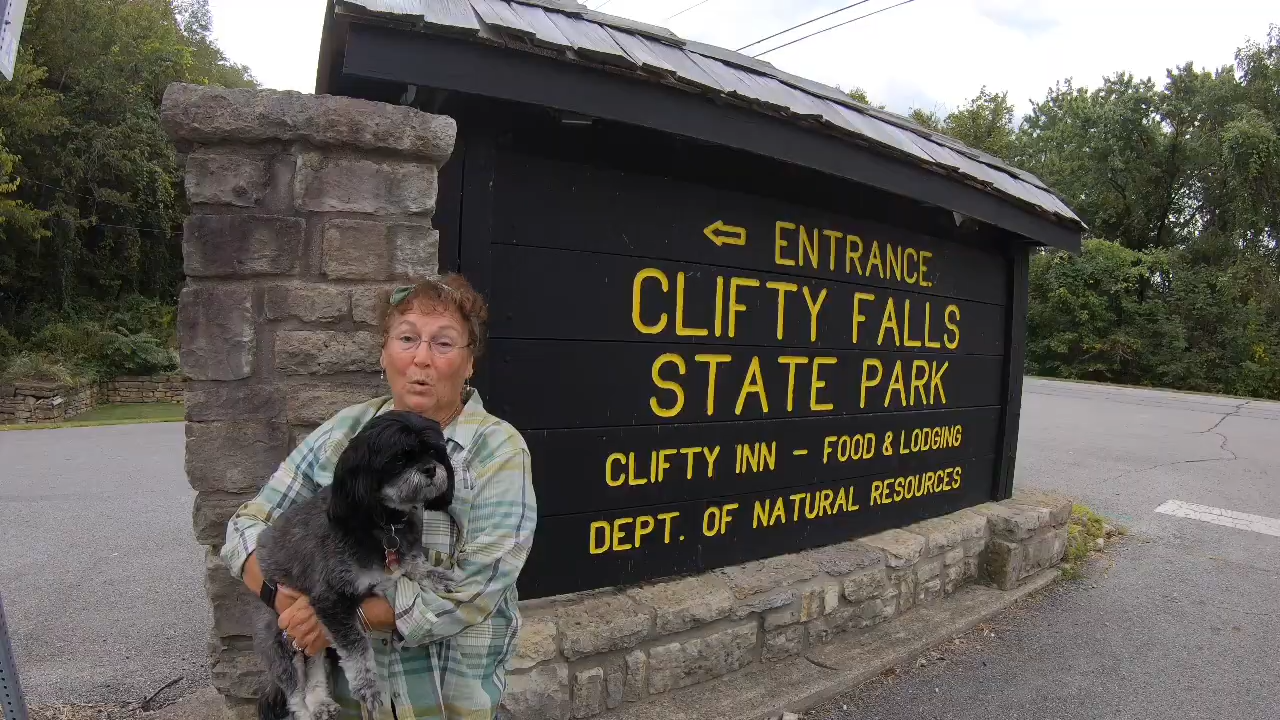 ← ENTRANCE
CLIFTY FALLS
STATE PARK
CLIFTY INN - FOOD & LODGING
DEPT. OF NATURAL RESOURCES